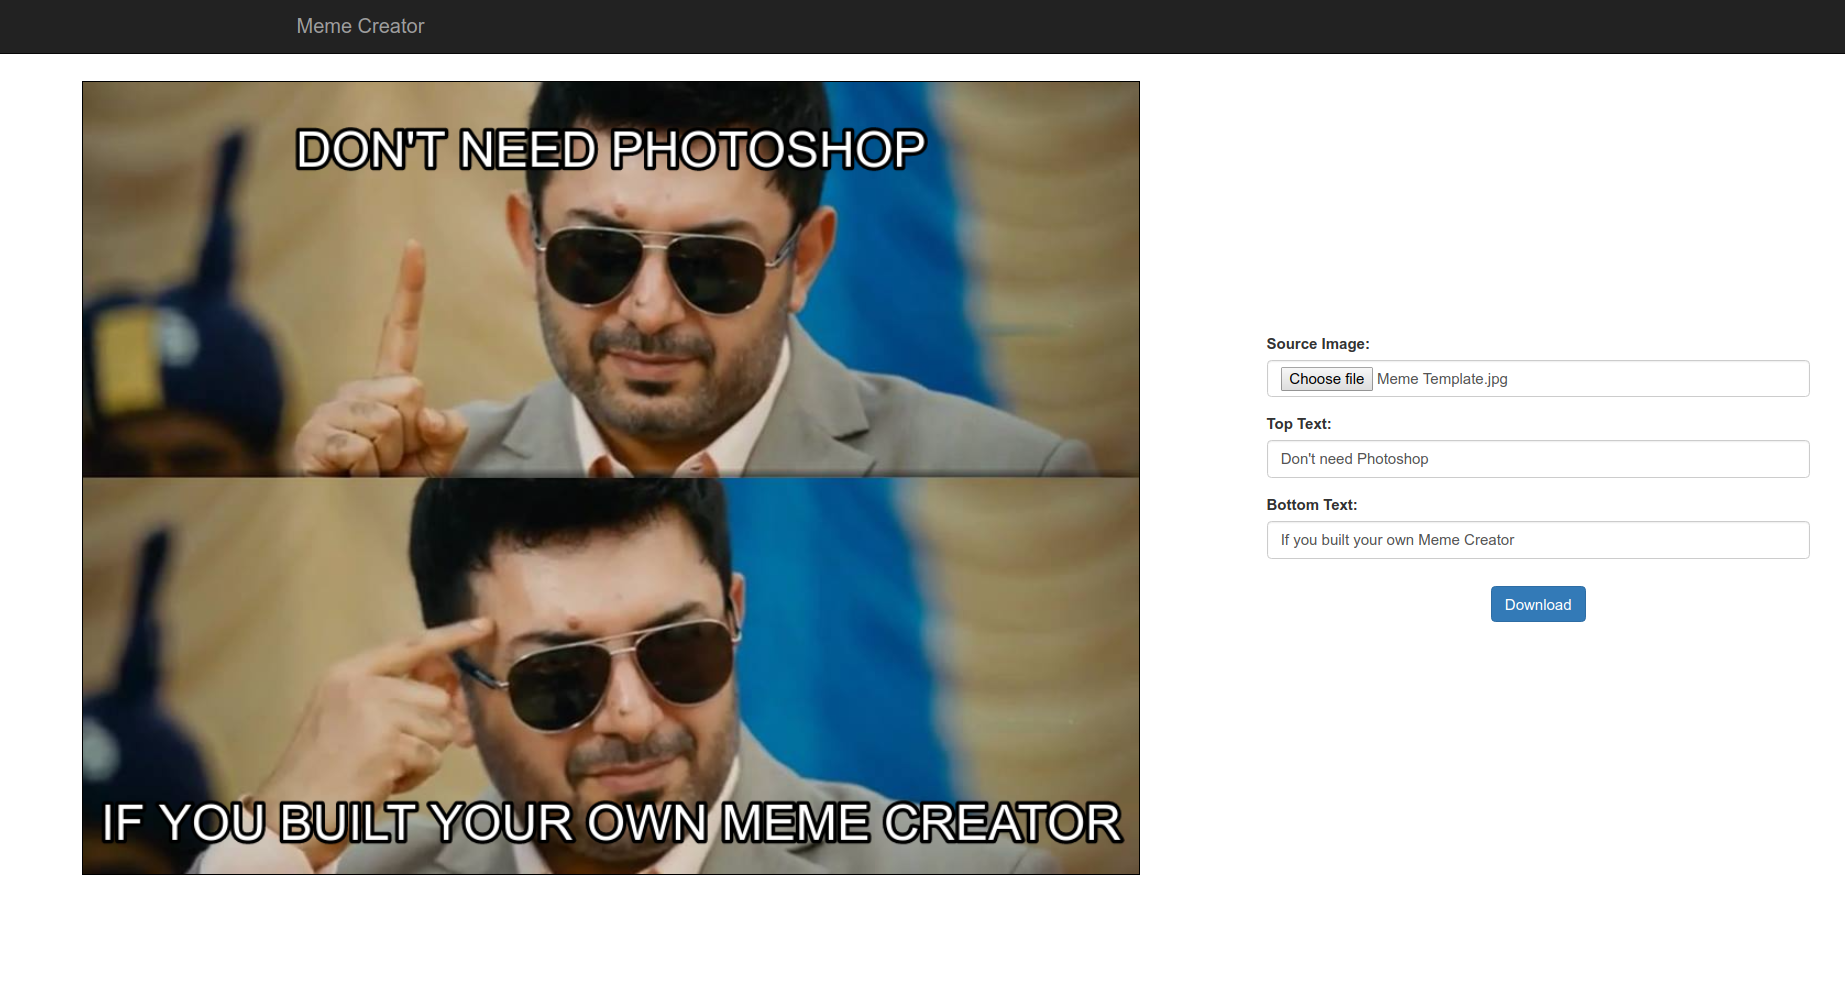 Meme Creator
DON'T NEED PHOTOSHOP
IF YOU BUILT YOUR OWN MEME CREATOR
Source Image:
Choose file Meme Template.jpg
Top Text:
Don't need Photoshop
Bottom Text:
If you built your own Meme Creator
Download